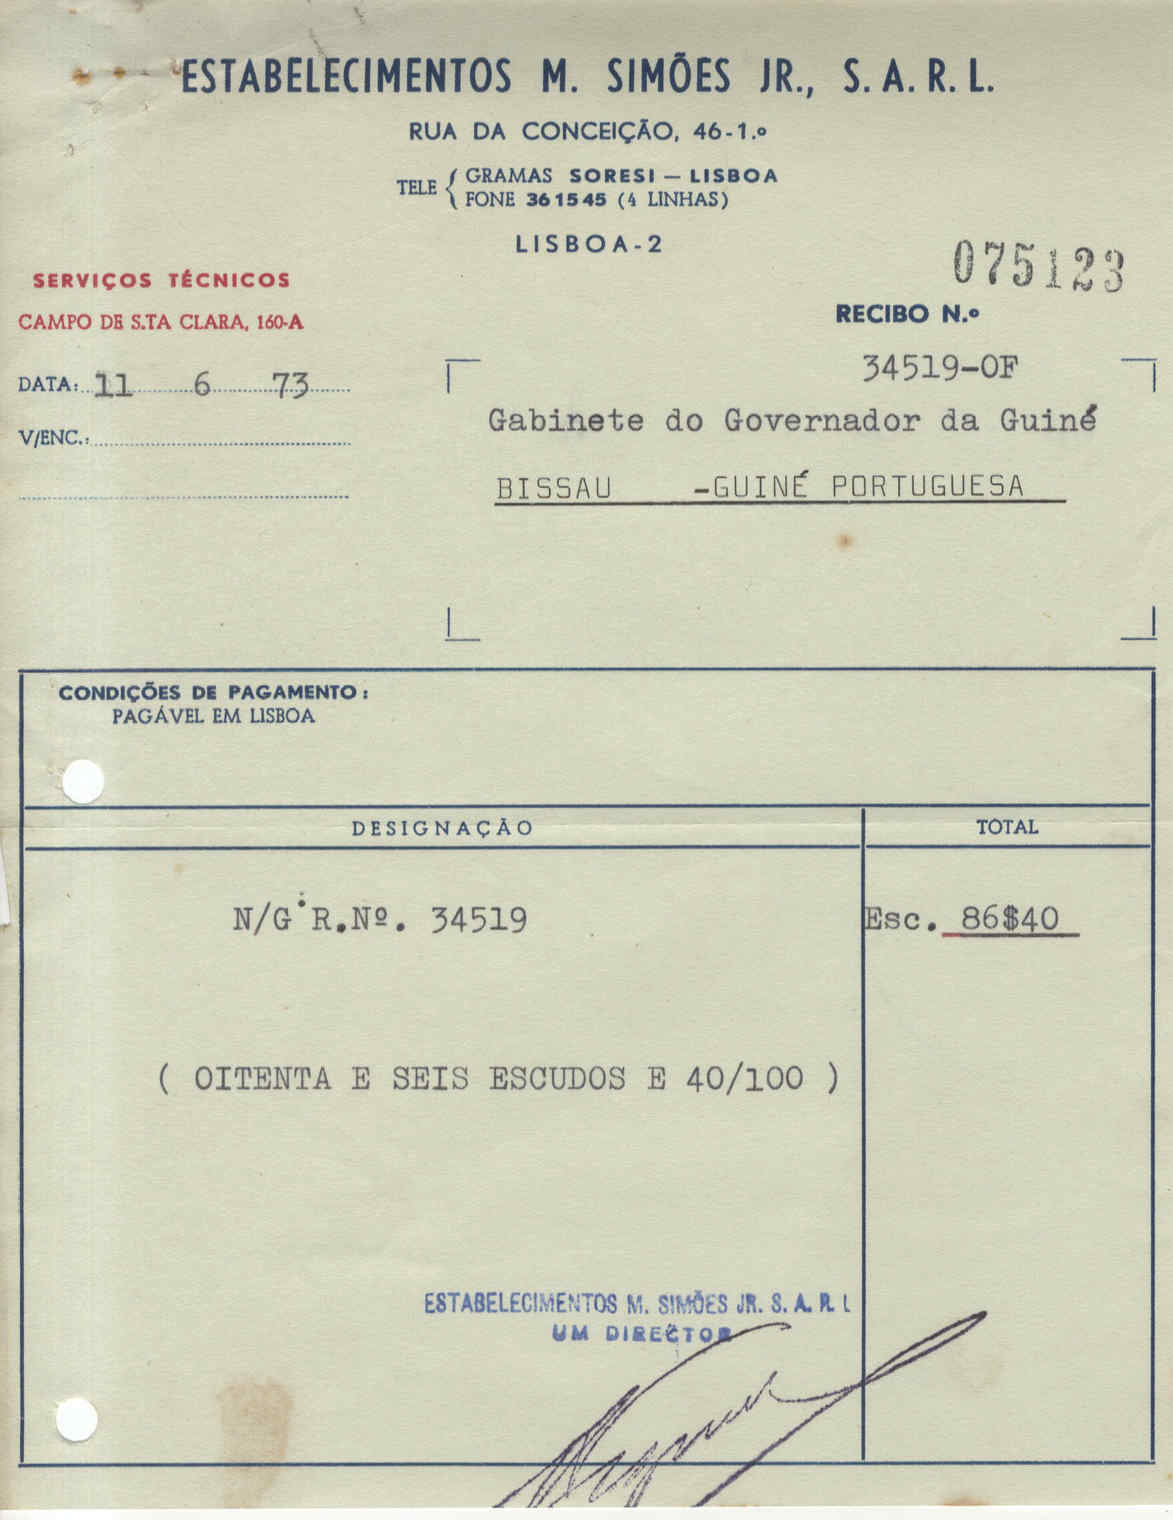 ESTABELECIMENTOS M. SIMÕES JR., S.A.R.L.
RUA DA CONCEIÇÃO, 46-1.º
TELE { GRAMAS SORESI — LISBOA
FONE 361545 (4 LINHAS)
LISBOA-2
075123
SERVIÇOS TÉCNICOS
RECIBO N.º
CAMPO DE S.TA CLARA, 160-A
34519-OF
DATA: 11 6 73
Gabinete do Governador da Guiné
V/ENC.:
BISSAU -GUINÉ PORTUGUESA
CONDIÇÕES DE PAGAMENTO:
PAGÁVEL EM LISBOA
DESIGNAÇÃO TOTAL
N/G R.Nº. 34519 Esc. 86$40
( OITENTA E SEIS ESCUDOS E 40/100 )
ESTABELECIMENTOS M. SIMÕES JR. S. A. R. L
UM DIRECTOR